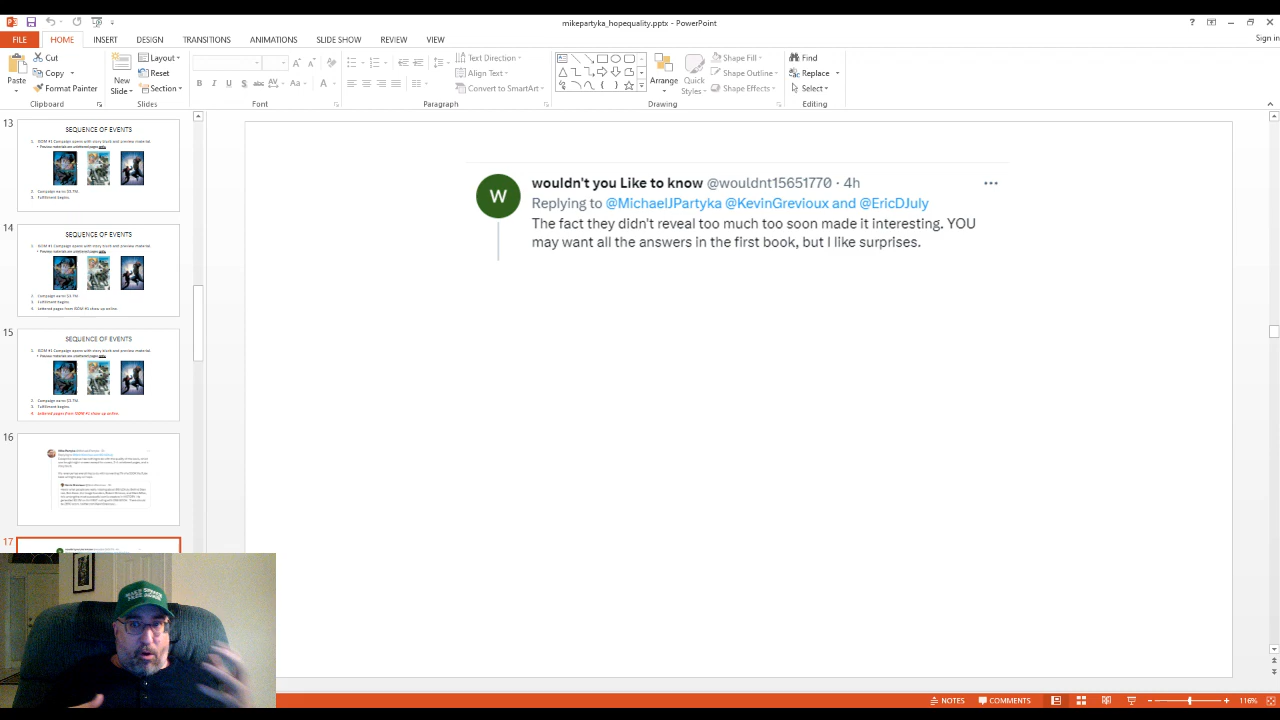 mikepartyka_hopequality.pptx - PowerPoint
Sign in
FILE HOME INSERT DESIGN TRANSITIONS ANIMATIONS SLIDE SHOW REVIEW VIEW
Paste
Cut
Copy
Format Painter
Clipboard
New
Slide
Layout
Reset
Section
Slides
Font
Text Direction
Align Text
Convert to SmartArt
Paragraph
Arrange
Quick
Styles
Shape Fill
Shape Outline
Shape Effects
Drawing
Find
Replace
Select
Editing
13
SEQUENCE OF EVENTS
14
SEQUENCE OF EVENTS
15
SEQUENCE OF EVENTS
16
17
W
wouldn't you Like to know @wouldnt15651770 · 4h
Replying to @MichaelJPartyka @KevinGrevioux and @EricDJuly
The fact they didn't reveal too much too soon made it interesting. YOU
may want all the answers in the first book, but I like surprises.
NOTES COMMENTS 116%